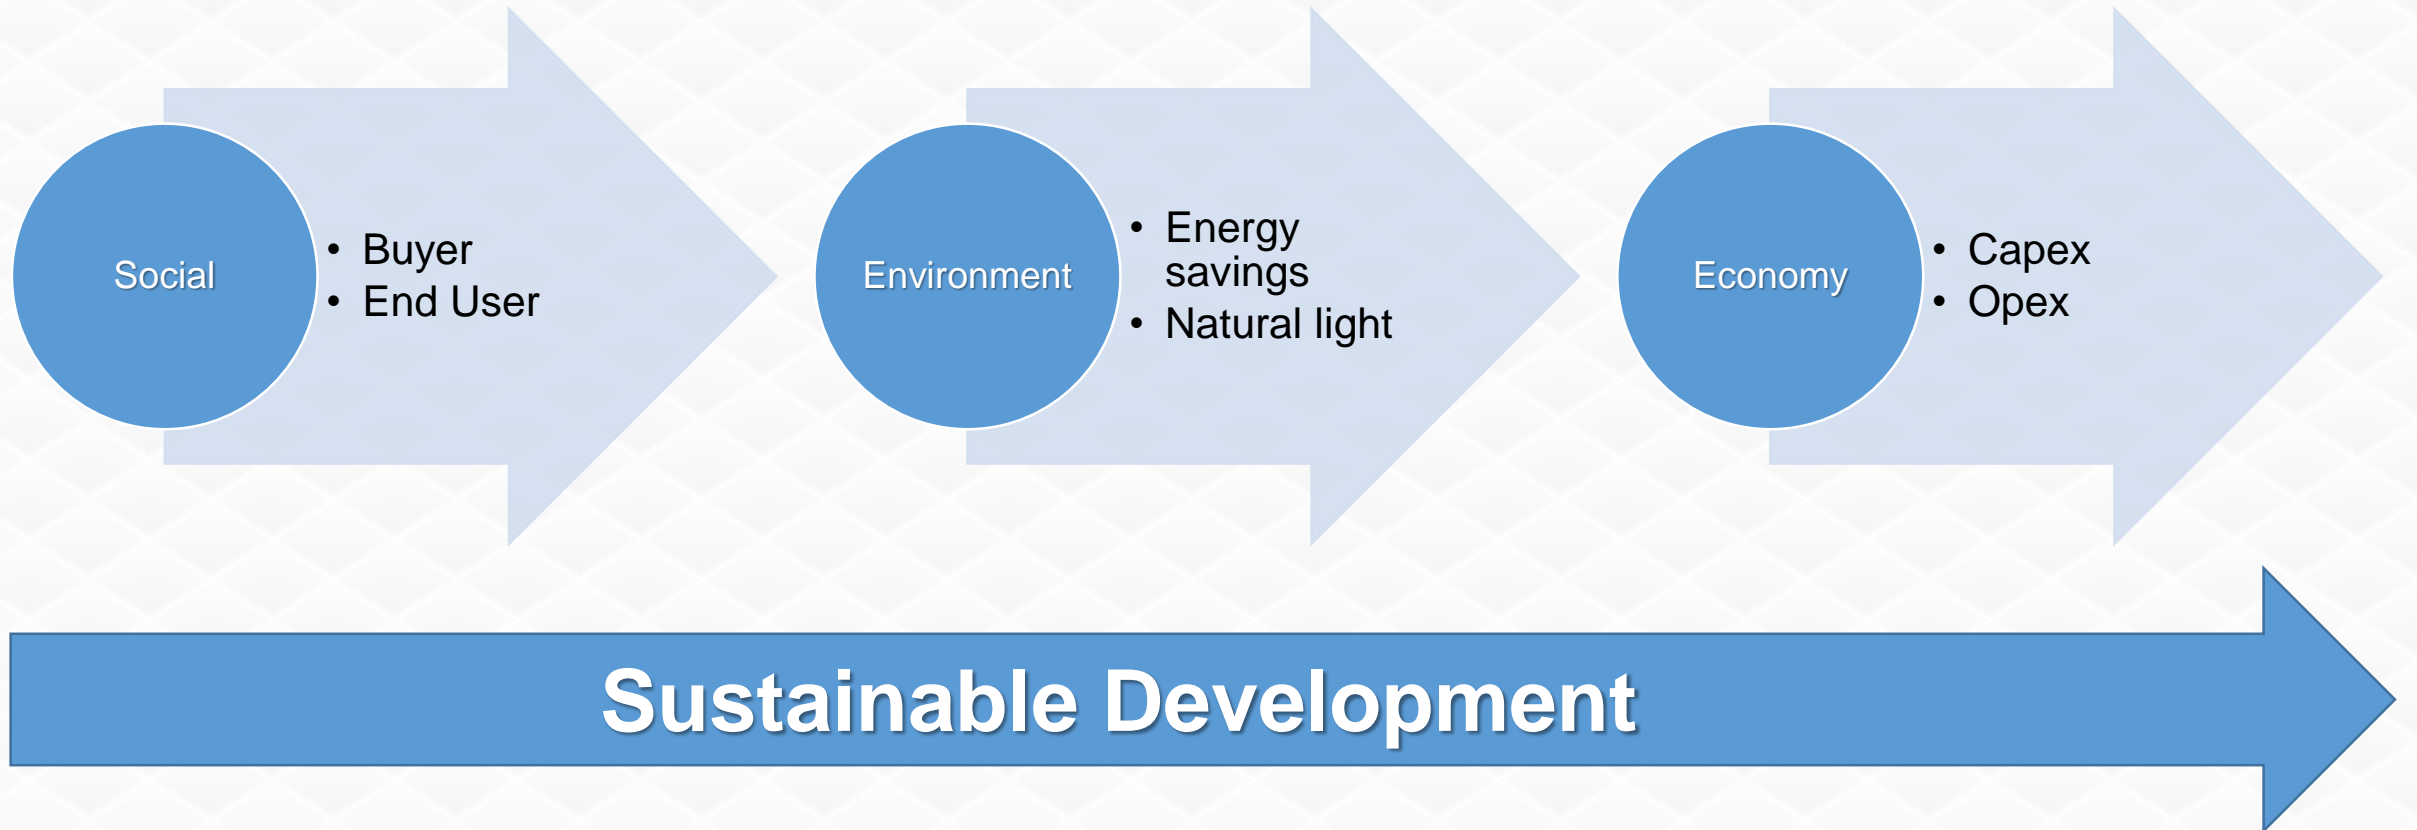 Social
• Buyer
• End User
Environment
• Energy
savings
• Natural light
Economy
• Capex
• Opex
Sustainable Development